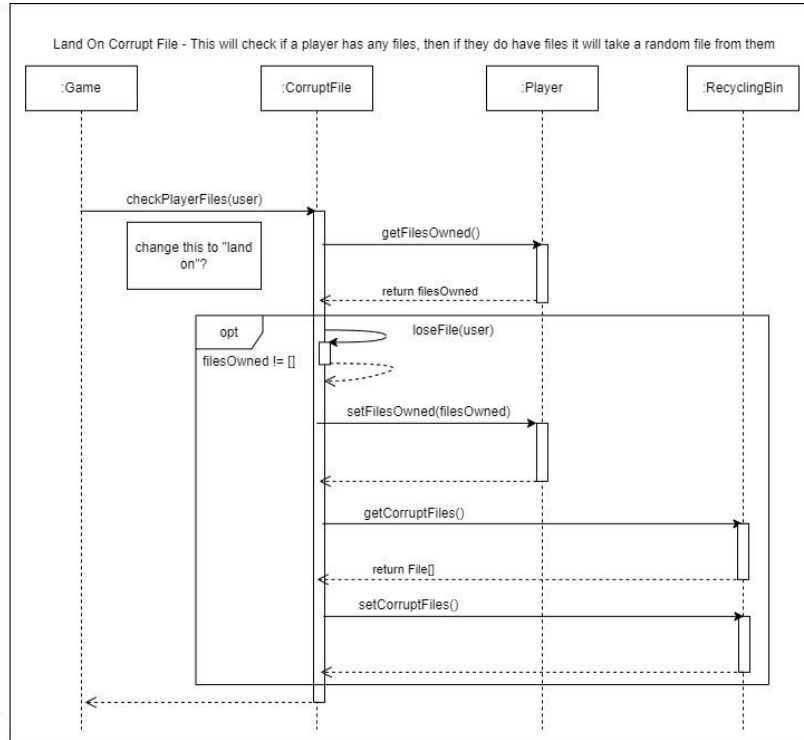 Land On Corrupt File - This will check if a player has any files, then if they do have files it will take a random file from them
:Game
:CorruptFile
:Player
:RecyclingBin
checkPlayerFiles(user)
change this to "land
on"?
getFilesOwned()
return filesOwned
opt
loseFile(user)
filesOwned != []
setFilesOwned(filesOwned)
getCorruptFiles()
return File[]
setCorruptFiles()